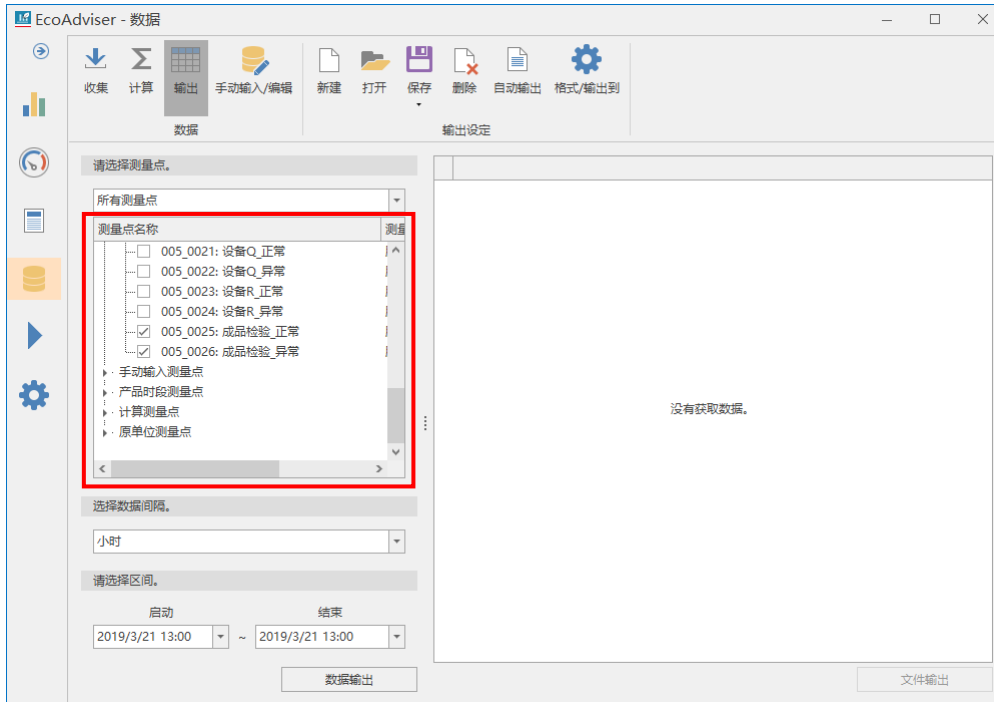 EcoAdviser - 数据
收集 计算 输出 手动输入/编辑 新建 打开 保存 删除 自动输出 格式/输出到
数据 输出设定
请选择测量点。
所有测量点
测量点名称 测量
005_0021: 设备Q_正常
005_0022: 设备Q_异常
005_0023: 设备R_正常
005_0024: 设备R_异常
005_0025: 成品检验_正常
005_0026: 成品检验_异常
手动输入测量点
产品时段测量点
计算测量点
原单位测量点
没有获取数据。
选择数据间隔。
小时
请选择区间。
启动 结束
2019/3/21 13:00 ~ 2019/3/21 13:00
数据输出 文件输出